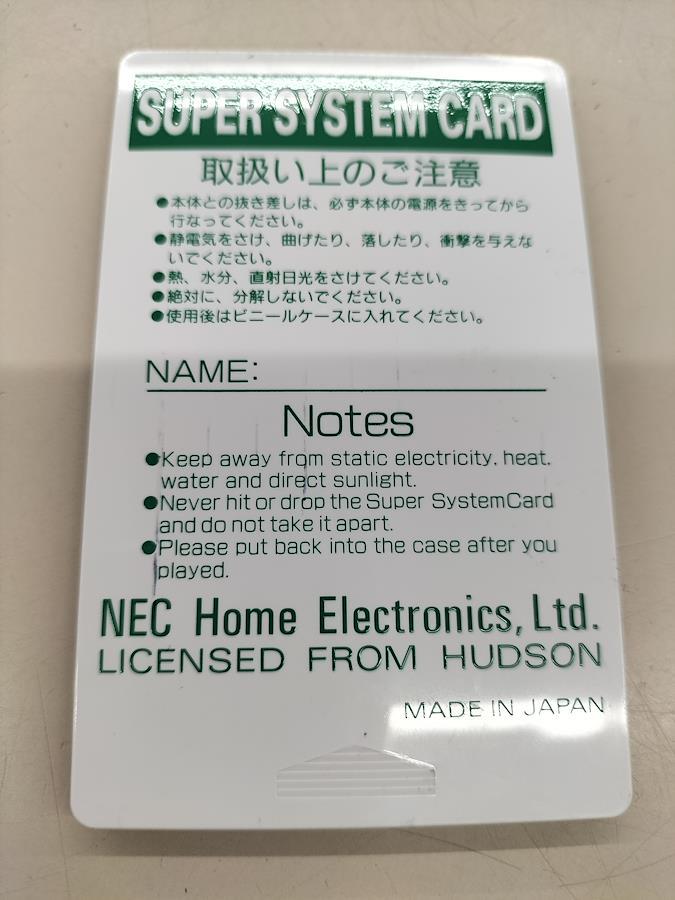 SUPER SYSTEM CARD
取扱い上のご注意
●本体との抜き差しは、必ず本体の電源をきってから
行なってください。
●静電気をさけ、曲げたり、落したり、衝撃を与えな
いでください。
●熱、水分、直射日光をさけてください。
●絶対に、分解しないでください。
●使用後はビニールケースに入れてください。
NAME:
Notes
●Keep away from static electricity, heat,
water and direct sunlight.
●Never hit or drop the Super SystemCard
and do not take it apart.
●Please put back into the case after you
played.
NEC Home Electronics, Ltd.
LICENSED FROM HUDSON
MADE IN JAPAN